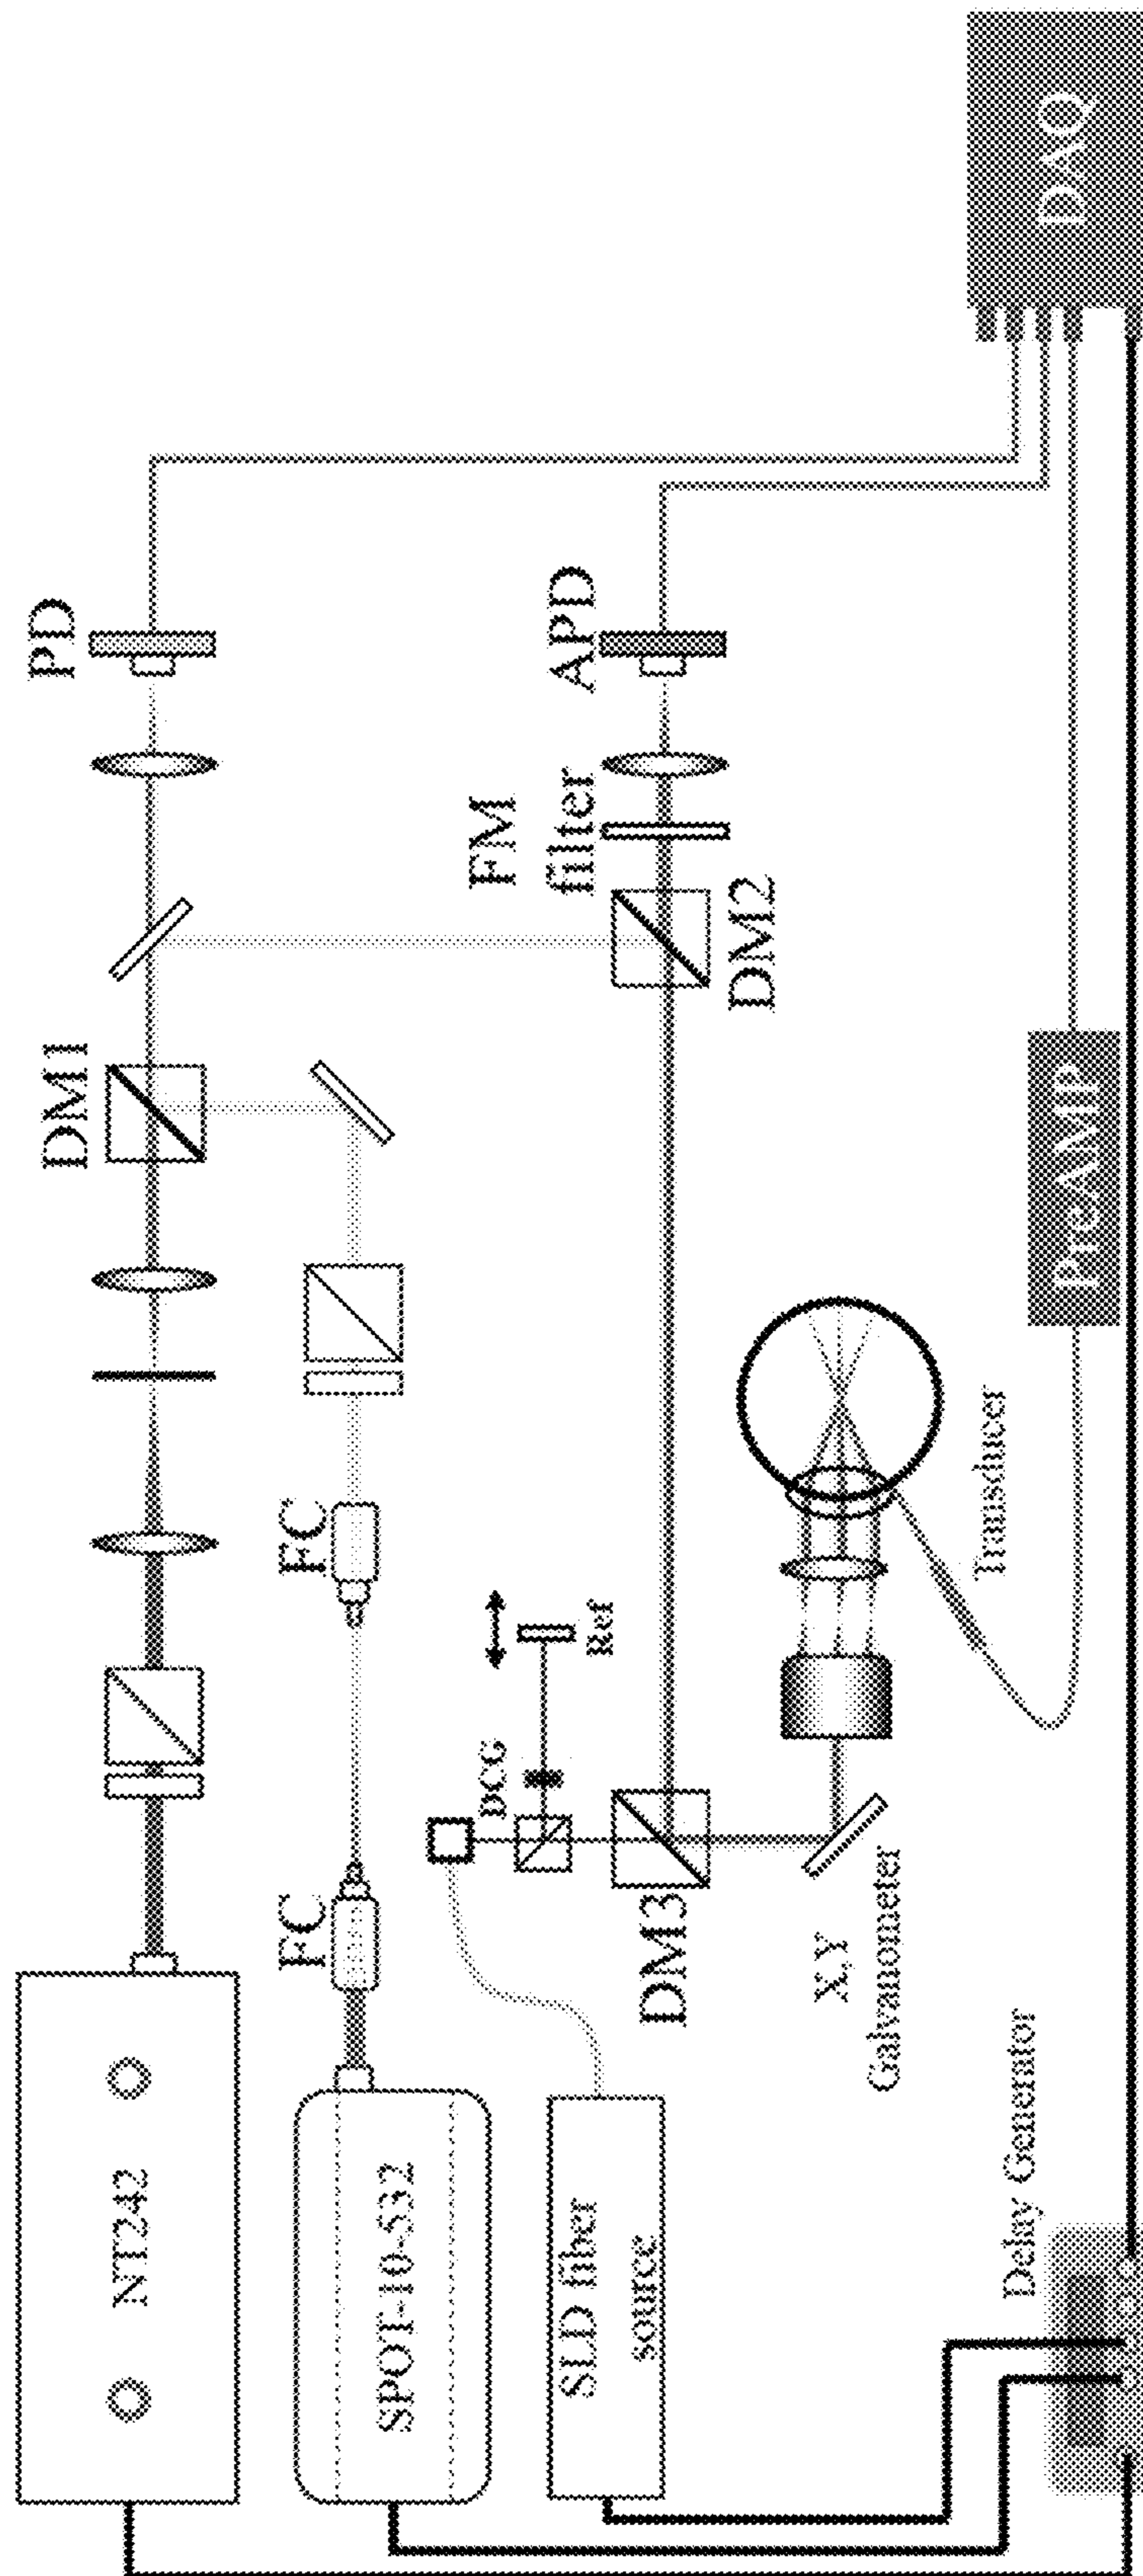 NT242
SPOT-10-532
SLD fiber
source
FC
FC
DM1
PD
FM
filter
APD
DM2
DCG
Ref
DM3
X,Y
Galvanometer
Transducer
Delay Generator
PreAMP
DAQ